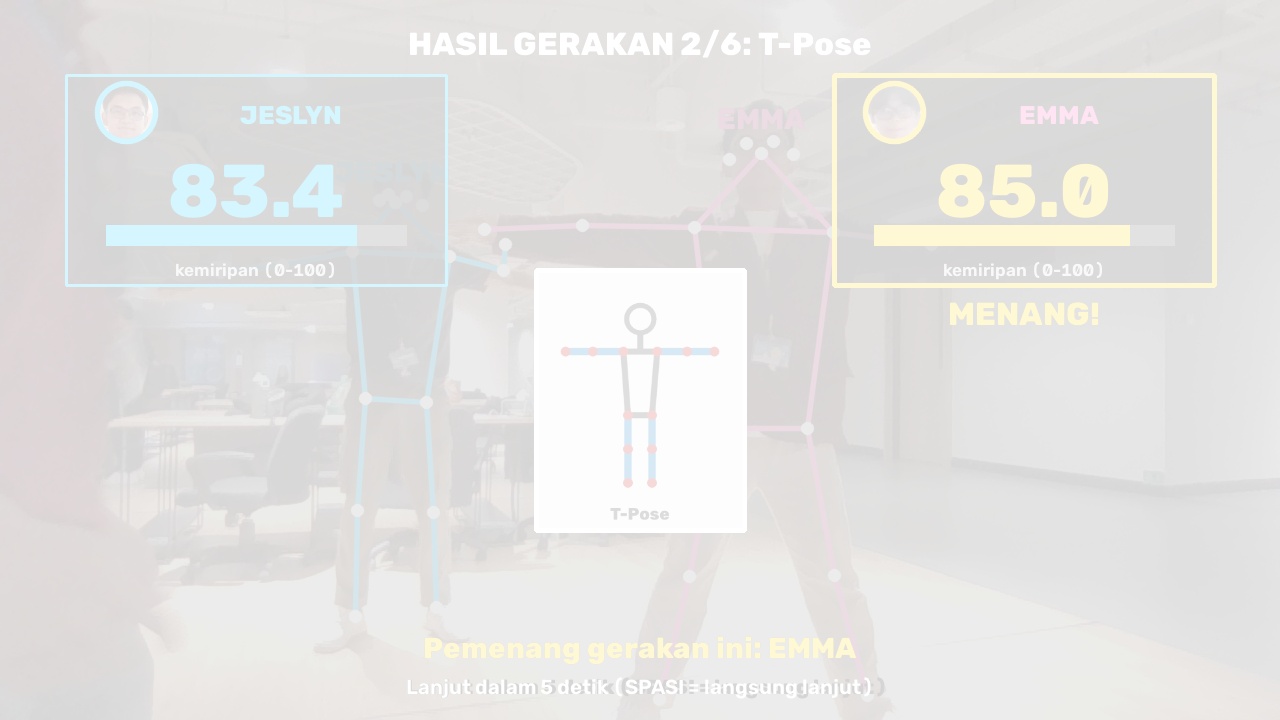 HASIL GERAKAN 2/6: T-Pose
JESLYN
83.4
kemiripan (0-100)
EMMA
EMMA
85.0
kemiripan (0-100)
MENANG!
T-Pose
Pemenang gerakan ini: EMMA
Lanjut dalam 5 detik (SPASI = langsung lanjut)